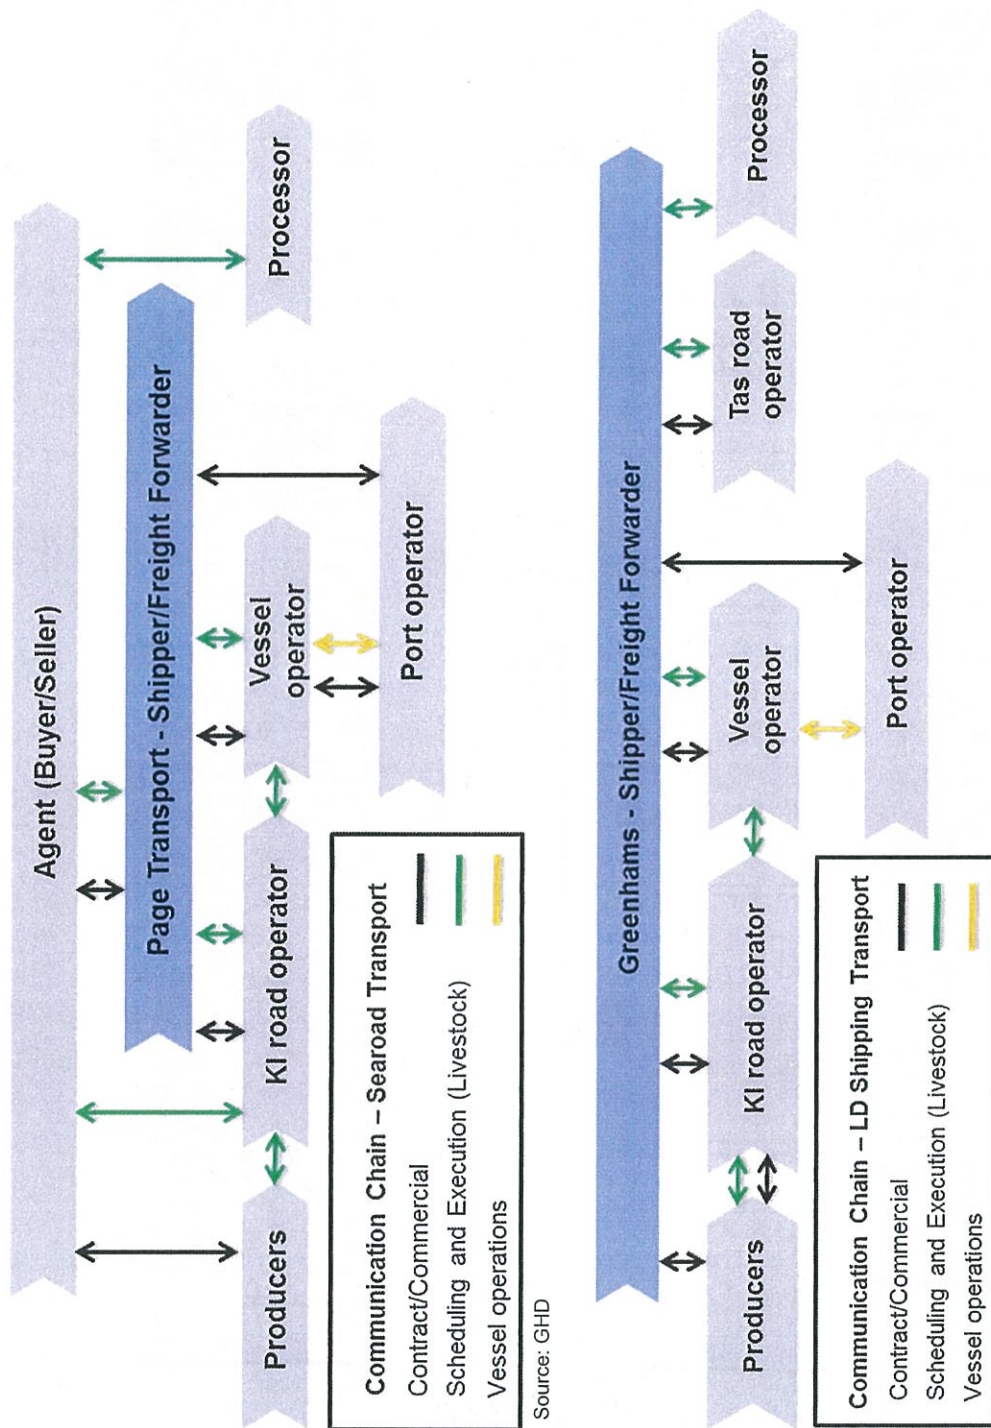 Agent (Buyer/Seller)
Page Transport - Shipper/Freight Forwarder
Producers
KI road operator
Vessel
operator
Processor
Port operator
Communication Chain – Searoad Transport
Contract/Commercial
Scheduling and Execution (Livestock)
Vessel operations
Source: GHD
Greenhams - Shipper/Freight Forwarder
Producers
KI road operator
Vessel
operator
Tas road
operator
Processor
Port operator
Communication Chain – LD Shipping Transport
Contract/Commercial
Scheduling and Execution (Livestock)
Vessel operations